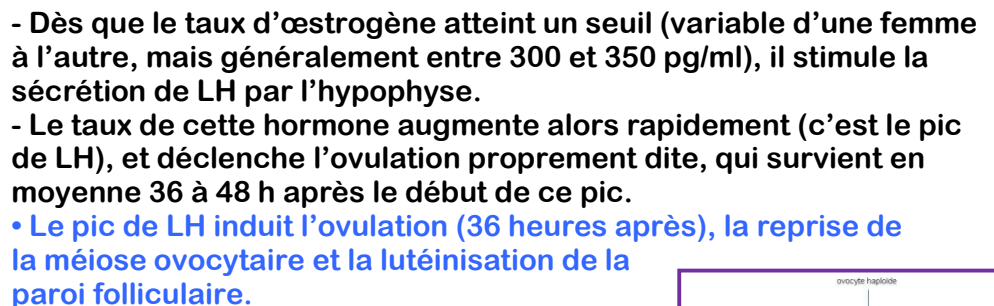 - Dès que le taux d’œstrogène atteint un seuil (variable d’une femme
à l’autre, mais généralement entre 300 et 350 pg/ml), il stimule la
sécrétion de LH par l’hypophyse.
- Le taux de cette hormone augmente alors rapidement (c’est le pic
de LH), et déclenche l’ovulation proprement dite, qui survient en
moyenne 36 à 48 h après le début de ce pic.
• Le pic de LH induit l’ovulation (36 heures après), la reprise de
la méiose ovocytaire et la lutéinisation de la
paroi folliculaire.
ovocyte haploïde